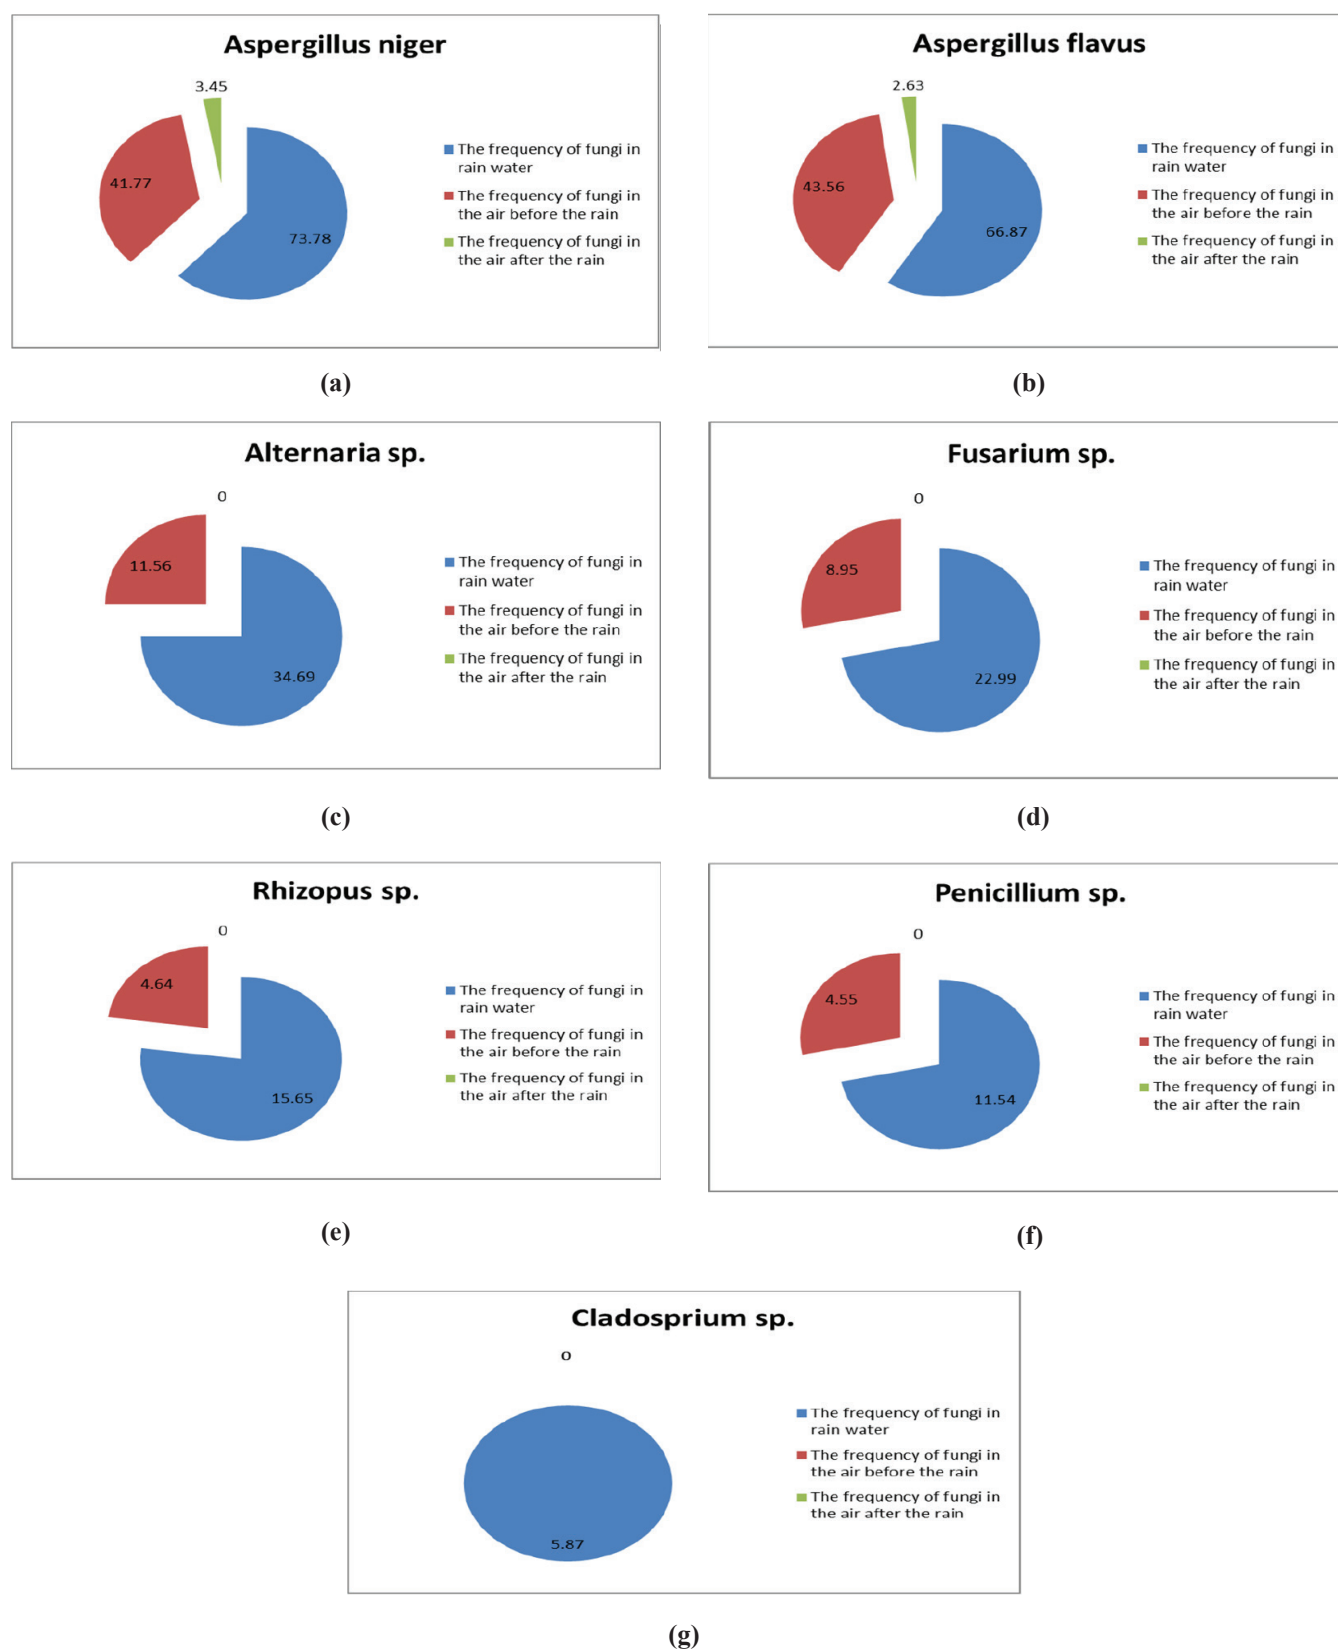 Aspergillus niger
3.45
41.77
73.78
The frequency of fungi in
rain water
The frequency of fungi in
the air before the rain
The frequency of fungi in
the air after the rain
(a)
Aspergillus flavus
2.63
43.56
66.87
The frequency of fungi in
rain water
The frequency of fungi in
the air before the rain
The frequency of fungi in
the air after the rain
(b)
Alternaria sp.
0
11.56
34.69
The frequency of fungi in
rain water
The frequency of fungi in
the air before the rain
The frequency of fungi in
the air after the rain
(c)
Fusarium sp.
0
8.95
22.99
The frequency of fungi in
rain water
The frequency of fungi in
the air before the rain
The frequency of fungi in
the air after the rain
(d)
Rhizopus sp.
0
4.64
15.65
The frequency of fungi in
rain water
The frequency of fungi in
the air before the rain
The frequency of fungi in
the air after the rain
(e)
Penicillium sp.
0
4.55
11.54
The frequency of fungi in
rain water
The frequency of fungi in
the air before the rain
The frequency of fungi in
the air after the rain
(f)
Cladosprium sp.
0
5.87
The frequency of fungi in
rain water
The frequency of fungi in
the air before the rain
The frequency of fungi in
the air after the rain
(g)